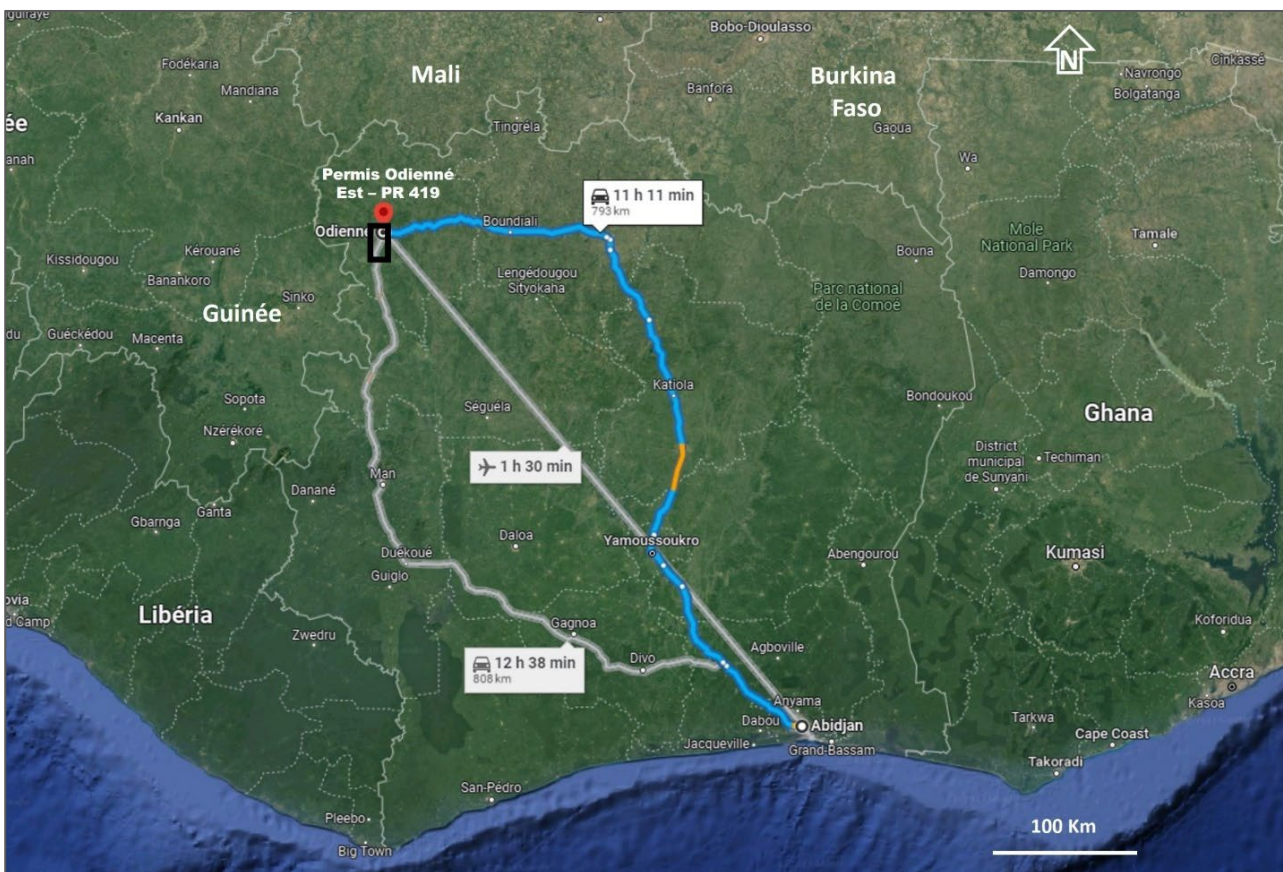 Bobo-Dioulasso
N
Cinkassé
Fodékaria
Mali
Burkina
Faso
Navrongo
Bolgatanga
Mandiana
Banfora
Kankan
Tingréla
Gaoua
ée
anah
Wa
Permis Odienné
Est – PR 419
11 h 11 min
793 km
Odienné
Boundiali
Mole
National Park
Tamale
Kérouané
Bouna
Kissidougou
Banankoro
Lengédougou
Sityokaha
Damongo
Sinko
Parc national
de la Comoé
Guinée
du
Guéckédou
Macenta
Katiola
Sopota
Séguéla
Bondoukou
Ghana
Nzérékoré
District
municipal
de Sunyani
Techiman
1 h 30 min
Man
Danané
Ganta
Gbarnga
Daloa
Yamoussoukro
Duékoué
Abengourou
Kumasi
Guiglo
ovia
d Camp
Libéria
Gagnoa
Koforidua
Zwedru
Agboville
12 h 38 min
808 km
Divo
Accra
Anyama
Kasoa
Dabou
Abidjan
Tarkwa
Jacqueville
Grand-Bassam
Cape Coast
Takoradi
San-Pédro
Pleebo
100 Km
Big Town